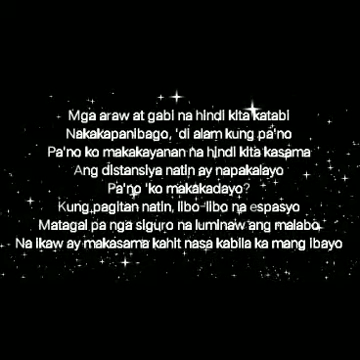 Mga araw at gabi na hindi kita katabi
Nakakapanibago, 'di alam kung pa'no
Pa'no ko makakayanan na hindi kita kasama
Ang distansiya natin ay napakalayo
Pa'no 'ko makakadayo?
Kung pagitan natin, libo-libo na espasyo
Matagal pa nga siguro na luminaw ang malabo
Na ikaw ay makasama kahit nasa kabila ka mang ibayo